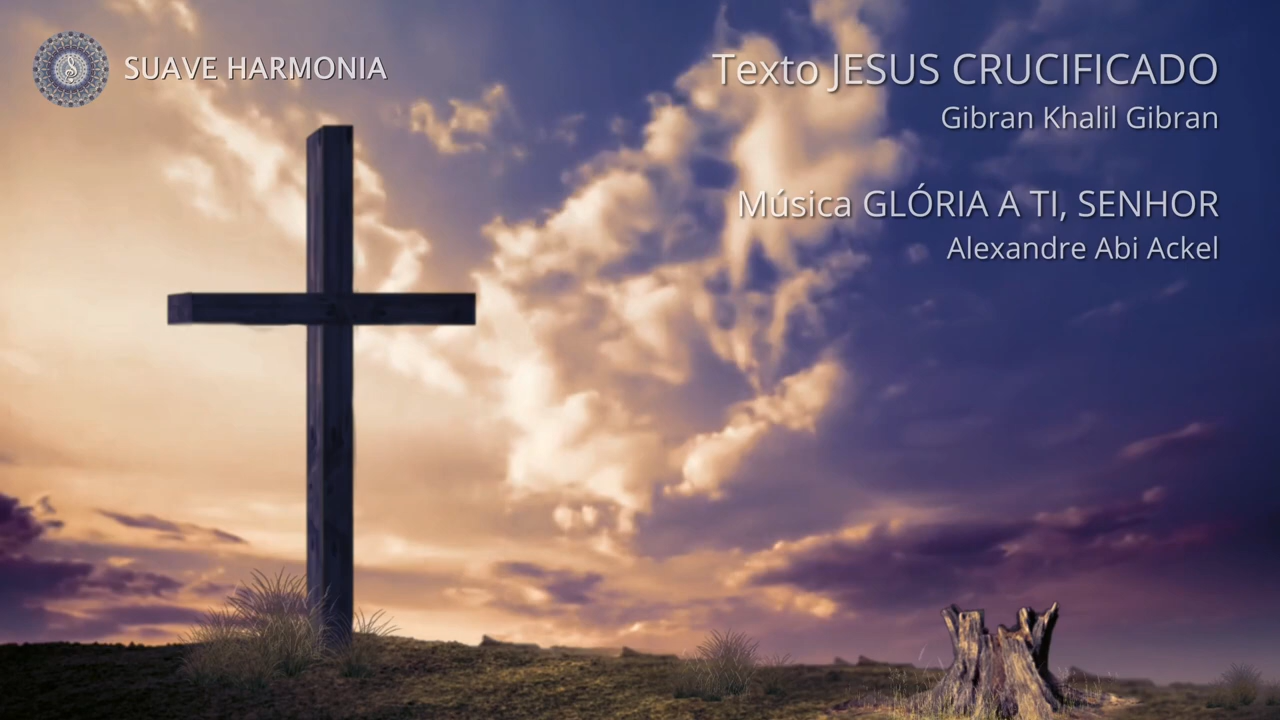 SUAVE HARMONIA
Texto JESUS CRUCIFICADO
Gibran Khalil Gibran
Música GLÓRIA A TI, SENHOR
Alexandre Abi Ackel